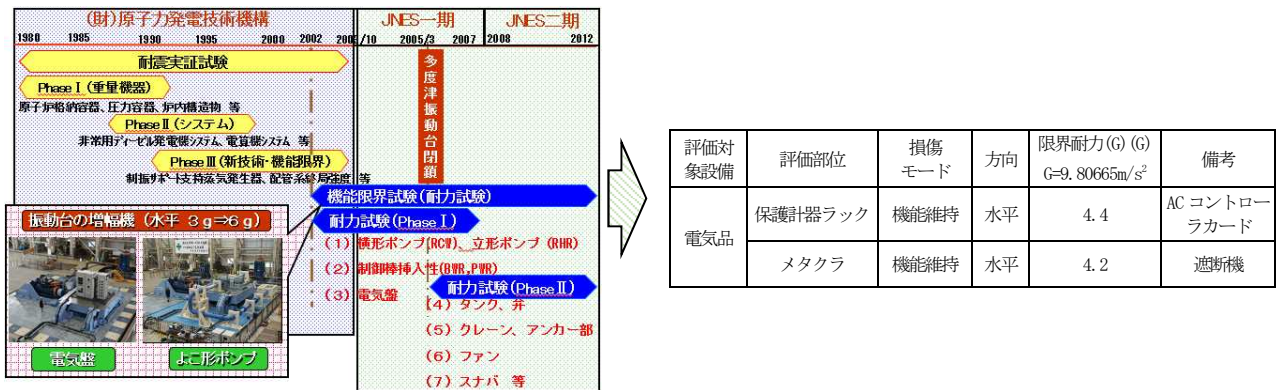 (財)原子力発電技術機構
JNES一期
JNES二期
1980 1985 1990 1995 2000 2002 /10 2005/3 2007 2008 2012
耐震実証試験
Phase Ⅰ(重量機器)
原子炉格納容器、圧力容器、炉内構造物 等
Phase Ⅱ(システム)
非常用ディーゼル発電機システム、電算機システム 等
Phase Ⅲ(新技術・機能限界)
制振サポート支持蒸気発生器、配管系終局強度 等
多度津振動台閉鎖
機能限界試験(耐力試験)
耐力試験(Phase Ⅰ)
(1) 横形ポンプ(RCW)、立形ポンプ (RHR)
(2) 制御棒挿入性(BWR,PWR)
(3) 電気盤
耐力試験(Phase Ⅱ)
(4) タンク、弁
(5) クレーン、アンカー部
(6) ファン
(7) スナバ 等
振動台の増幅機(水平 3g⇒6g)
電気盤
よこ形ポンプ
評価対象設備 評価部位 損傷モード 方向 限界耐力(G)(G) G=9.80665m/s² 備考
電気品 保護計器ラック 機能維持 水平 4.4 ACコントローラカード
メタクラ 機能維持 水平 4.2 遮断機